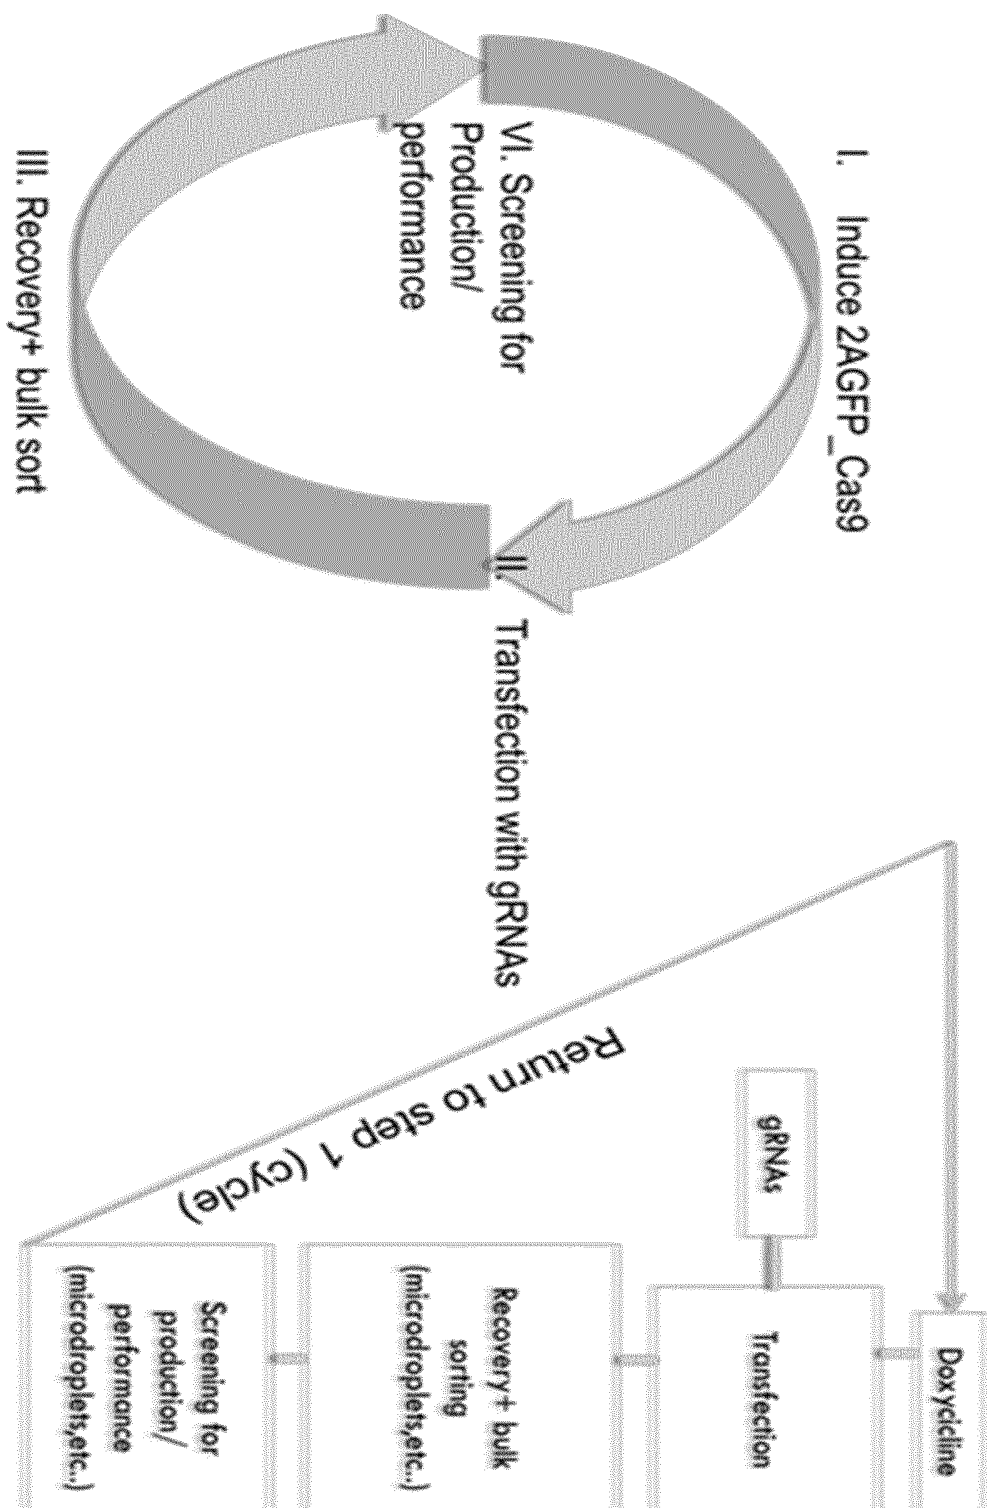 I. Induce 2AGFP_Cas9
II. Transfection with gRNAs
III. Recovery+ bulk sort
VI. Screening for
Production/
performance
Doxycicline
gRNAs
Transfection
Recovery+ bulk
sorting
(microdroplets,etc..)
Screening for
production/
performance
(microdroplets,etc..)
Return to step 1 (cycle)